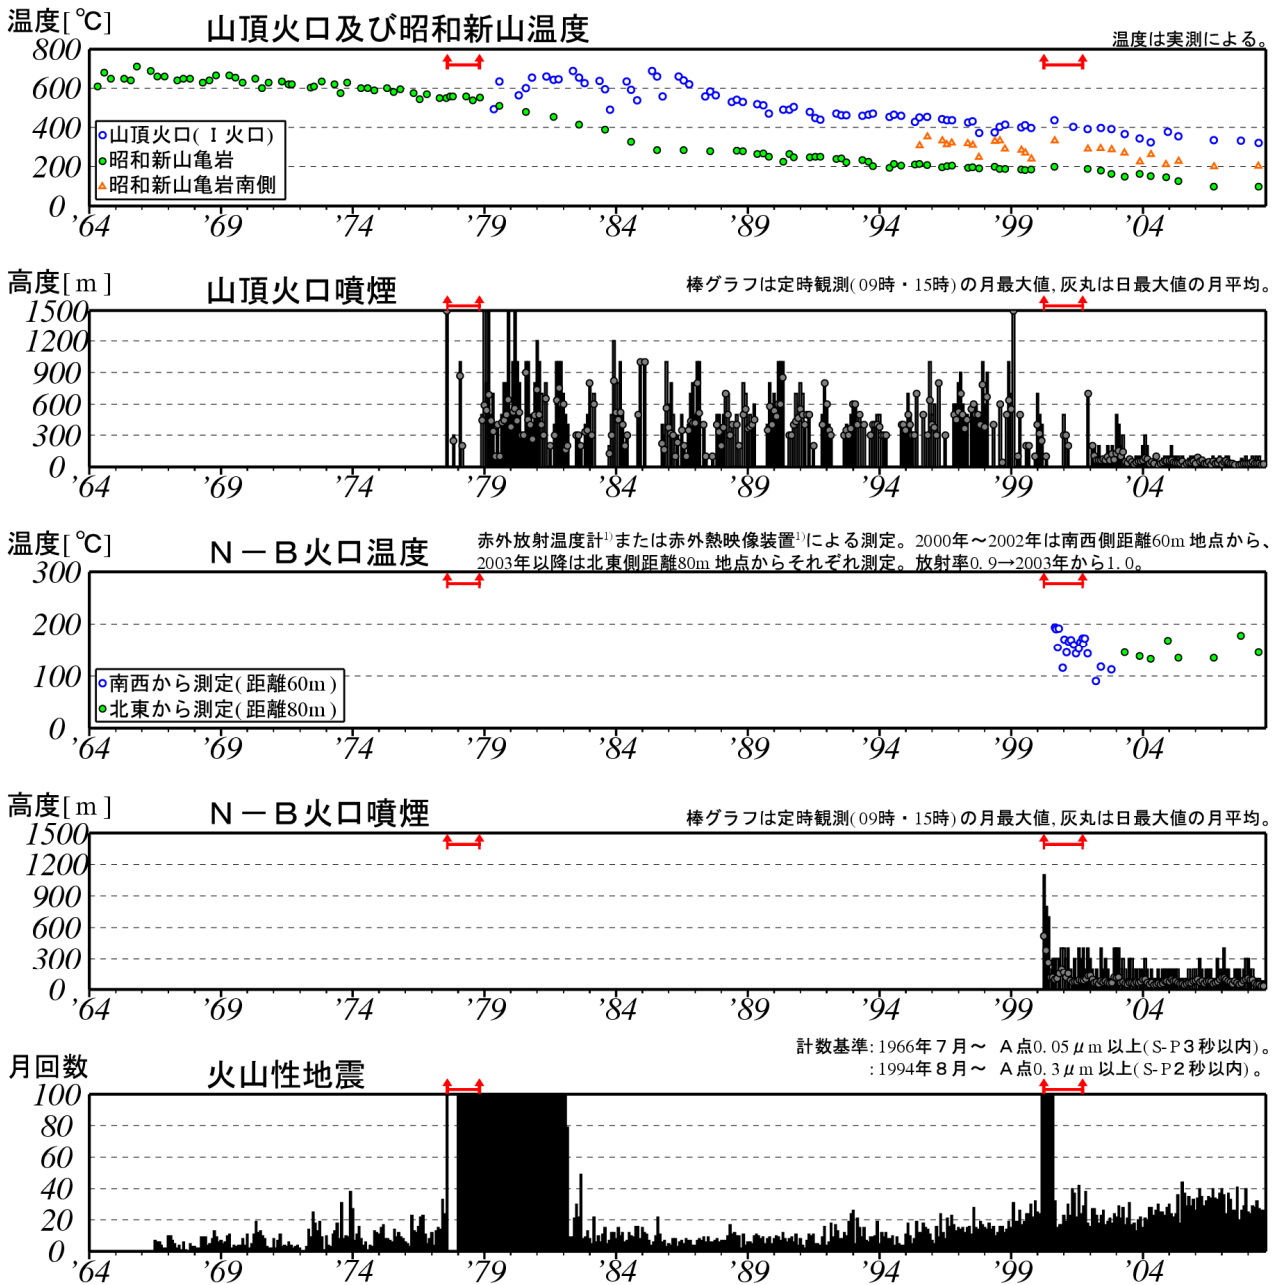 温度[℃]
山頂火口及び昭和新山温度
温度は実測による。
800
600
400
200
0
山頂火口(Ⅰ火口)
昭和新山亀岩
昭和新山亀岩南側
'64 '69 '74 '79 '84 '89 '94 '99 '04
高度[m]
山頂火口噴煙
棒グラフは定時観測(09時・15時)の月最大値,灰丸は日最大値の月平均。
1500
1200
900
600
300
0
'64 '69 '74 '79 '84 '89 '94 '99 '04
温度[℃]
N－B火口温度
赤外放射温度計1)または赤外熱映像装置1)による測定。2000年～2002年は南西側距離60m地点から、
2003年以降は北東側距離80m地点からそれぞれ測定。放射率0.9→2003年から1.0。
300
200
100
0
南西から測定(距離60m)
北東から測定(距離80m)
'64 '69 '74 '79 '84 '89 '94 '99 '04
高度[m]
N－B火口噴煙
棒グラフは定時観測(09時・15時)の月最大値,灰丸は日最大値の月平均。
1500
1200
900
600
300
0
'64 '69 '74 '79 '84 '89 '94 '99 '04
月回数
火山性地震
計数基準:1966年7月～ A点0.05μm以上(S-P3秒以内)。
:1994年8月～ A点0.3μm以上(S-P2秒以内)。
100
80
60
40
20
0
'64 '69 '74 '79 '84 '89 '94 '99 '04